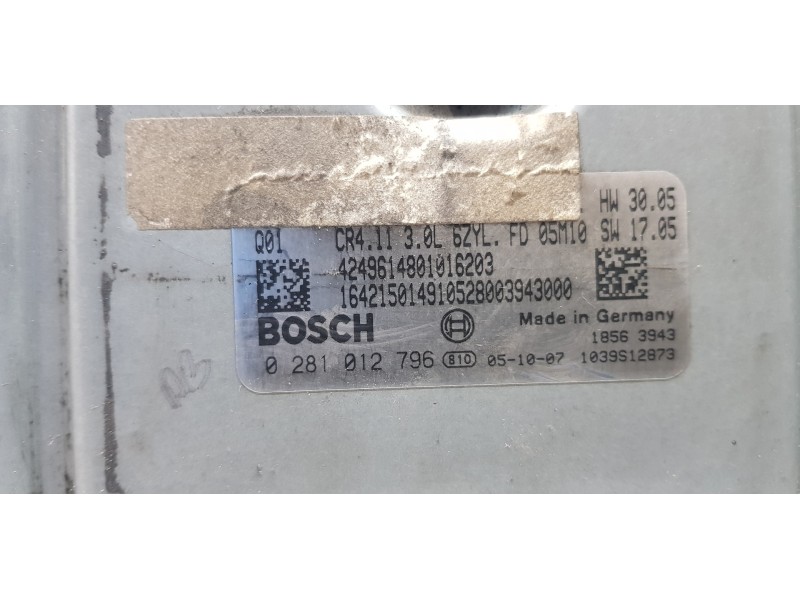 HW 30.05
Q01 CR4.11 3.0L 6ZYL. FD 05M10 SW 17.05
4249614801016203
1642150149105280003943000
BOSCH Made in Germany
1856 3943
0 281 012 796 810 05-10-07 1039S12873